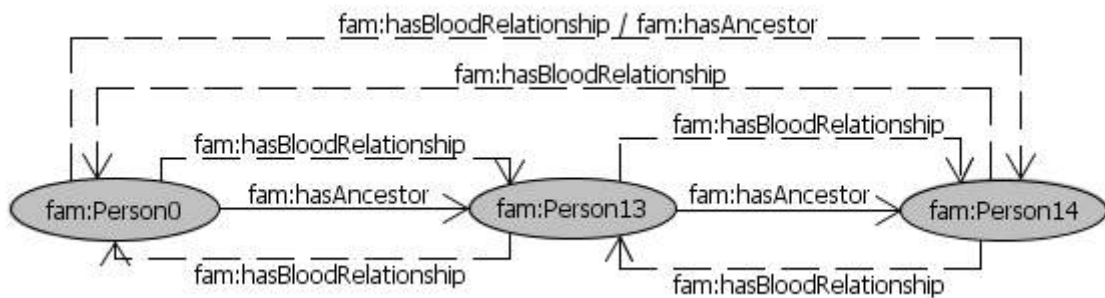 fam:hasBloodRelationship / fam:hasAncestor
fam:hasBloodRelationship
fam:hasBloodRelationship
fam:hasBloodRelationship
fam:hasAncestor
fam:hasAncestor
fam:Person0
fam:Person13
fam:Person14
fam:hasBloodRelationship
fam:hasBloodRelationship